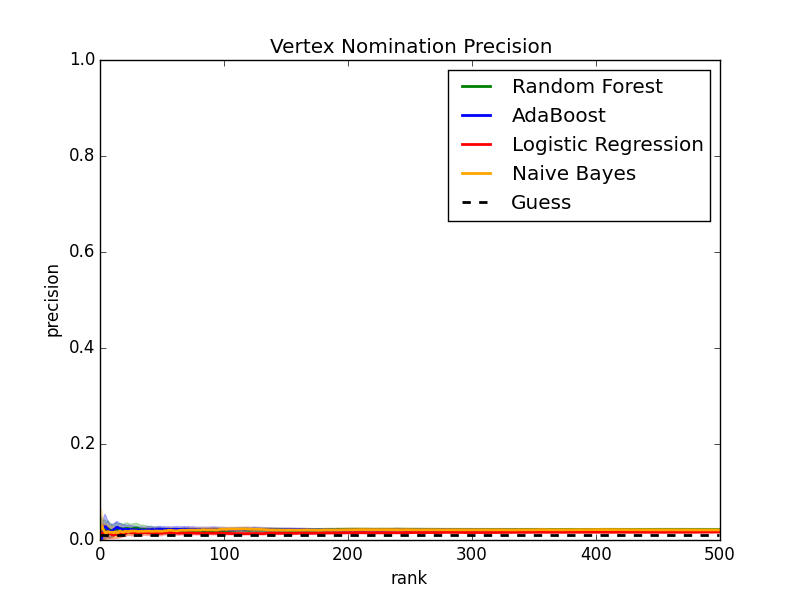 Vertex Nomination Precision
1.0
0.8
0.6
0.4
0.2
0.0
precision
Random Forest
AdaBoost
Logistic Regression
Naive Bayes
Guess
0 100 200 300 400 500
rank